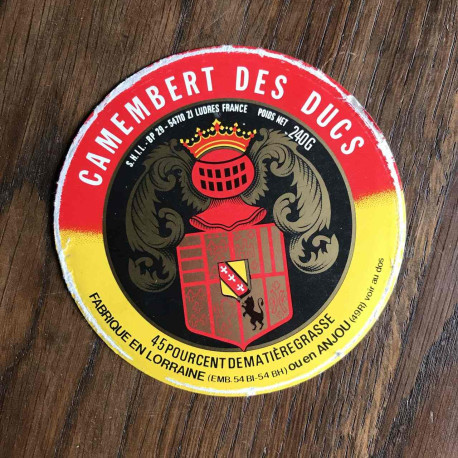 CAMEMBERT DES DUCS
S.H.L.L. - BP 29 - 54710 ZI LUDRES FRANCE POIDS NET 240G
45 POURCENT DE MATIÈRE GRASSE
FABRIQUE EN LORRAINE (EMB. 54 BI-54 BH) ou en ANJOU (49R) voir au dos